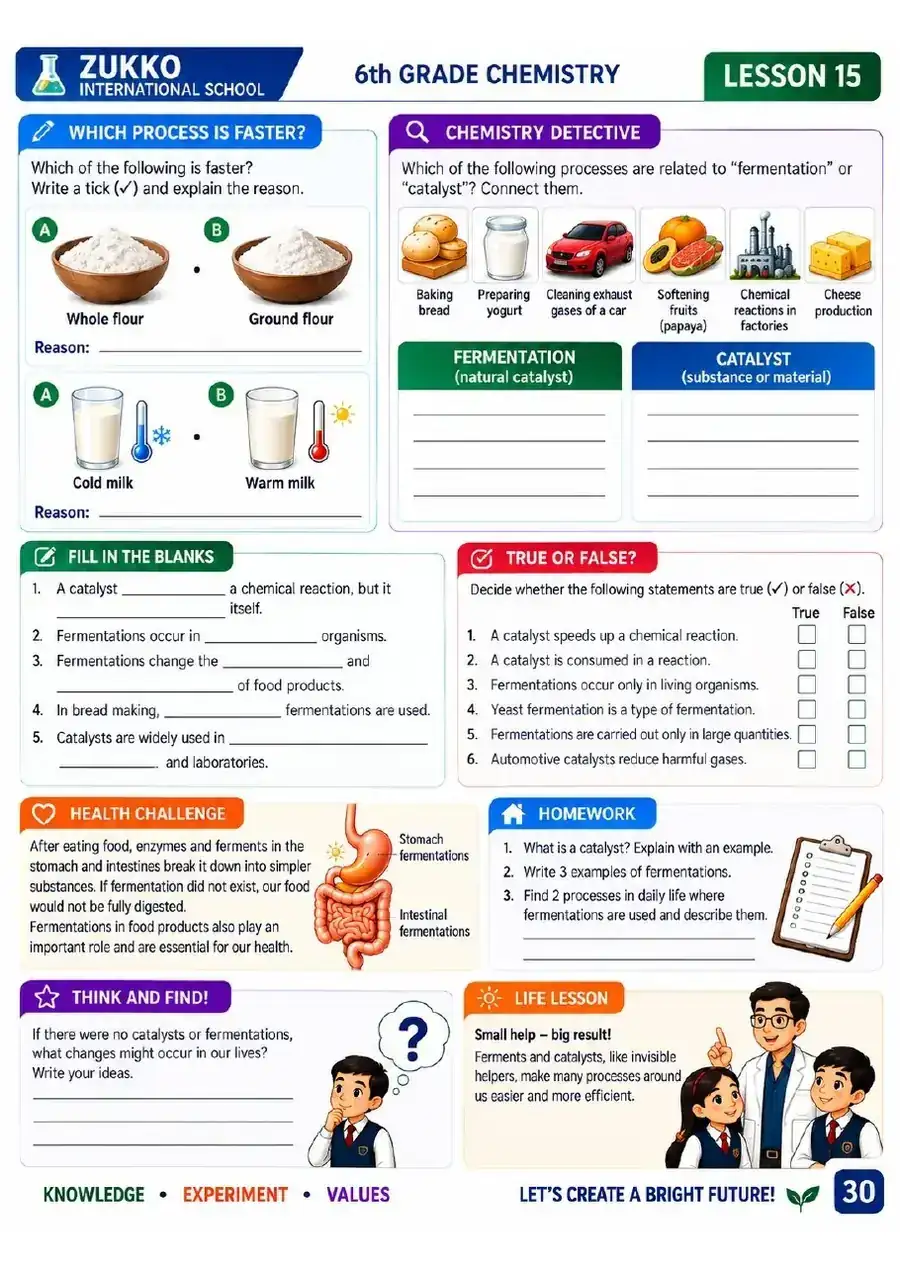 ZUKKO
INTERNATIONAL SCHOOL
6th GRADE CHEMISTRY
LESSON 15
WHICH PROCESS IS FASTER?
Which of the following is faster?
Write a tick (✓) and explain the reason.
A
B
Whole flour
Ground flour
Reason: ____________________
A
B
Cold milk
Warm milk
Reason: ____________________
CHEMISTRY DETECTIVE
Which of the following processes are related to “fermentation” or
“catalyst”? Connect them.
Baking
bread
Preparing
yogurt
Cleaning exhaust
gases of a car
Softening
fruits
(papaya)
Chemical
reactions in
factories
Cheese
production
FERMENTATION
(natural catalyst)
CATALYST
(substance or material)
FILL IN THE BLANKS
1. A catalyst ____________ a chemical reaction, but it
____________________ itself.
2. Fermentations occur in ____________ organisms.
3. Fermentations change the ____________ and
____________________ of food products.
4. In bread making, ____________ fermentations are used.
5. Catalysts are widely used in ____________________
____________. and laboratories.
TRUE OR FALSE?
Decide whether the following statements are true (✓) or false (✗).
True False
1. A catalyst speeds up a chemical reaction.
2. A catalyst is consumed in a reaction.
3. Fermentations occur only in living organisms.
4. Yeast fermentation is a type of fermentation.
5. Fermentations are carried out only in large quantities.
6. Automotive catalysts reduce harmful gases.
HEALTH CHALLENGE
After eating food, enzymes and ferments in the
stomach and intestines break it down into simpler
substances. If fermentation did not exist, our food
would not be fully digested.
Fermentations in food products also play an
important role and are essential for our health.
Stomach
fermentations
Intestinal
fermentations
HOMEWORK
1. What is a catalyst? Explain with an example.
2. Write 3 examples of fermentations.
3. Find 2 processes in daily life where
fermentations are used and describe them.
THINK AND FIND!
If there were no catalysts or fermentations,
what changes might occur in our lives?
Write your ideas.
?
LIFE LESSON
Small help – big result!
Ferments and catalysts, like invisible
helpers, make many processes around
us easier and more efficient.
KNOWLEDGE • EXPERIMENT • VALUES
LET'S CREATE A BRIGHT FUTURE!
30